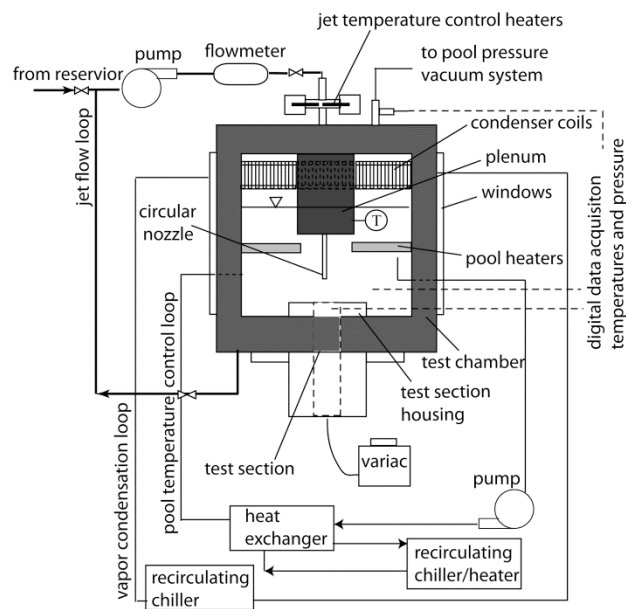 jet temperature control heaters
flowmeter
pump
to pool pressure
vacuum system
from reservior
condenser coils
plenum
windows
jet flow loop
circular
nozzle
T
pool heaters
digital data acquisiton
temperatures and pressure
pool temperature control loop
vapor condensation loop
test chamber
test section
housing
test section
variac
pump
heat
exchanger
recirculating
chiller/heater
recirculating
chiller